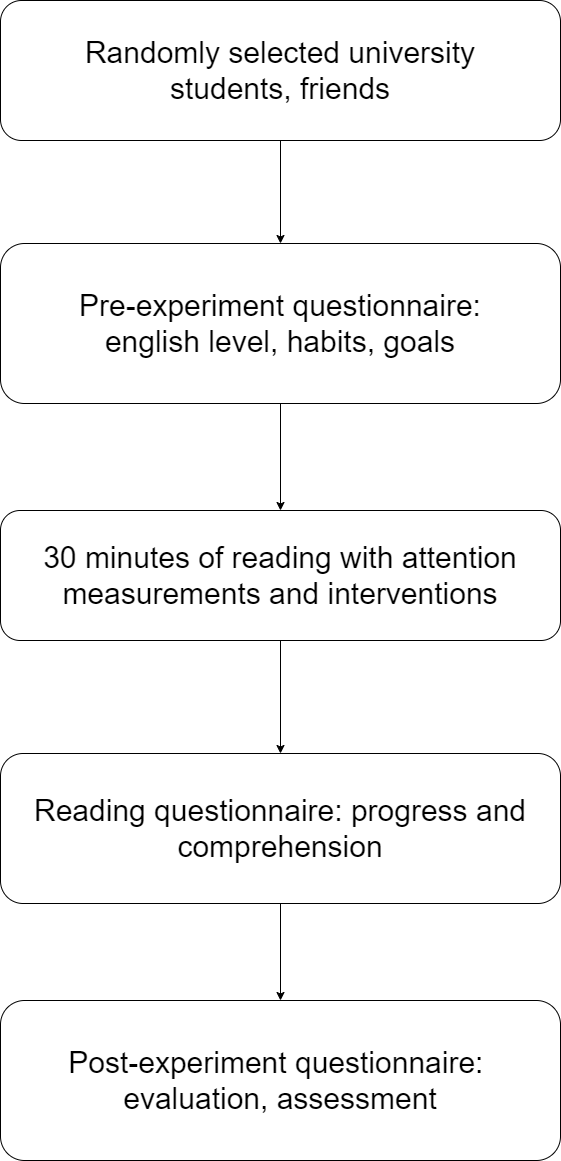 Randomly selected university
students, friends
Pre-experiment questionnaire:
english level, habits, goals
30 minutes of reading with attention
measurements and interventions
Reading questionnaire: progress and
comprehension
Post-experiment questionnaire:
evaluation, assessment